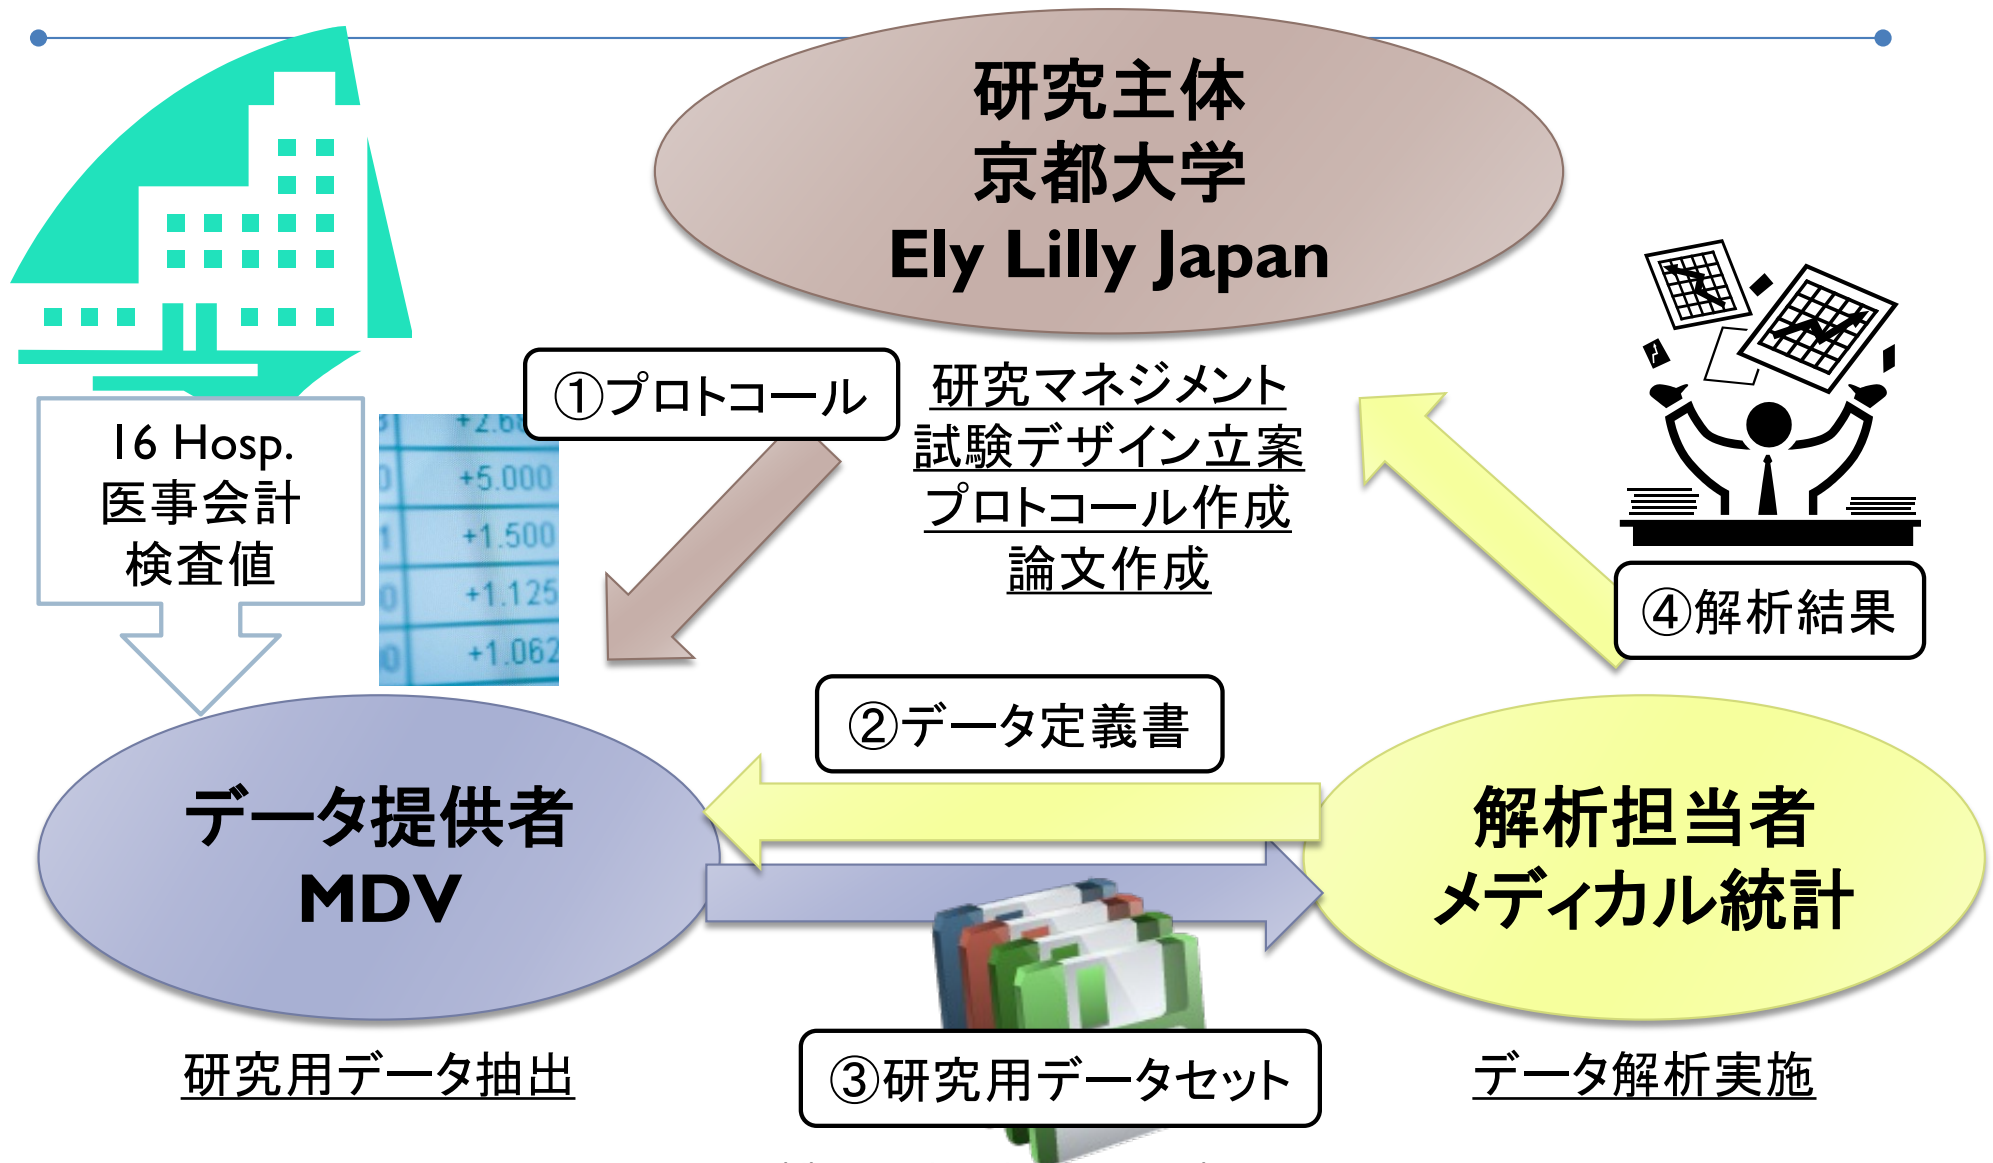 研究主体
京都大学
Ely Lilly Japan
16 Hosp.
医事会計
検査値
+2.6
+5.000
+1.500
+1.125
+1.062
①プロトコール
研究マネジメント
試験デザイン立案
プロトコール作成
論文作成
④解析結果
②データ定義書
データ提供者
MDV
解析担当者
メディカル統計
研究用データ抽出
③研究用データセット
データ解析実施